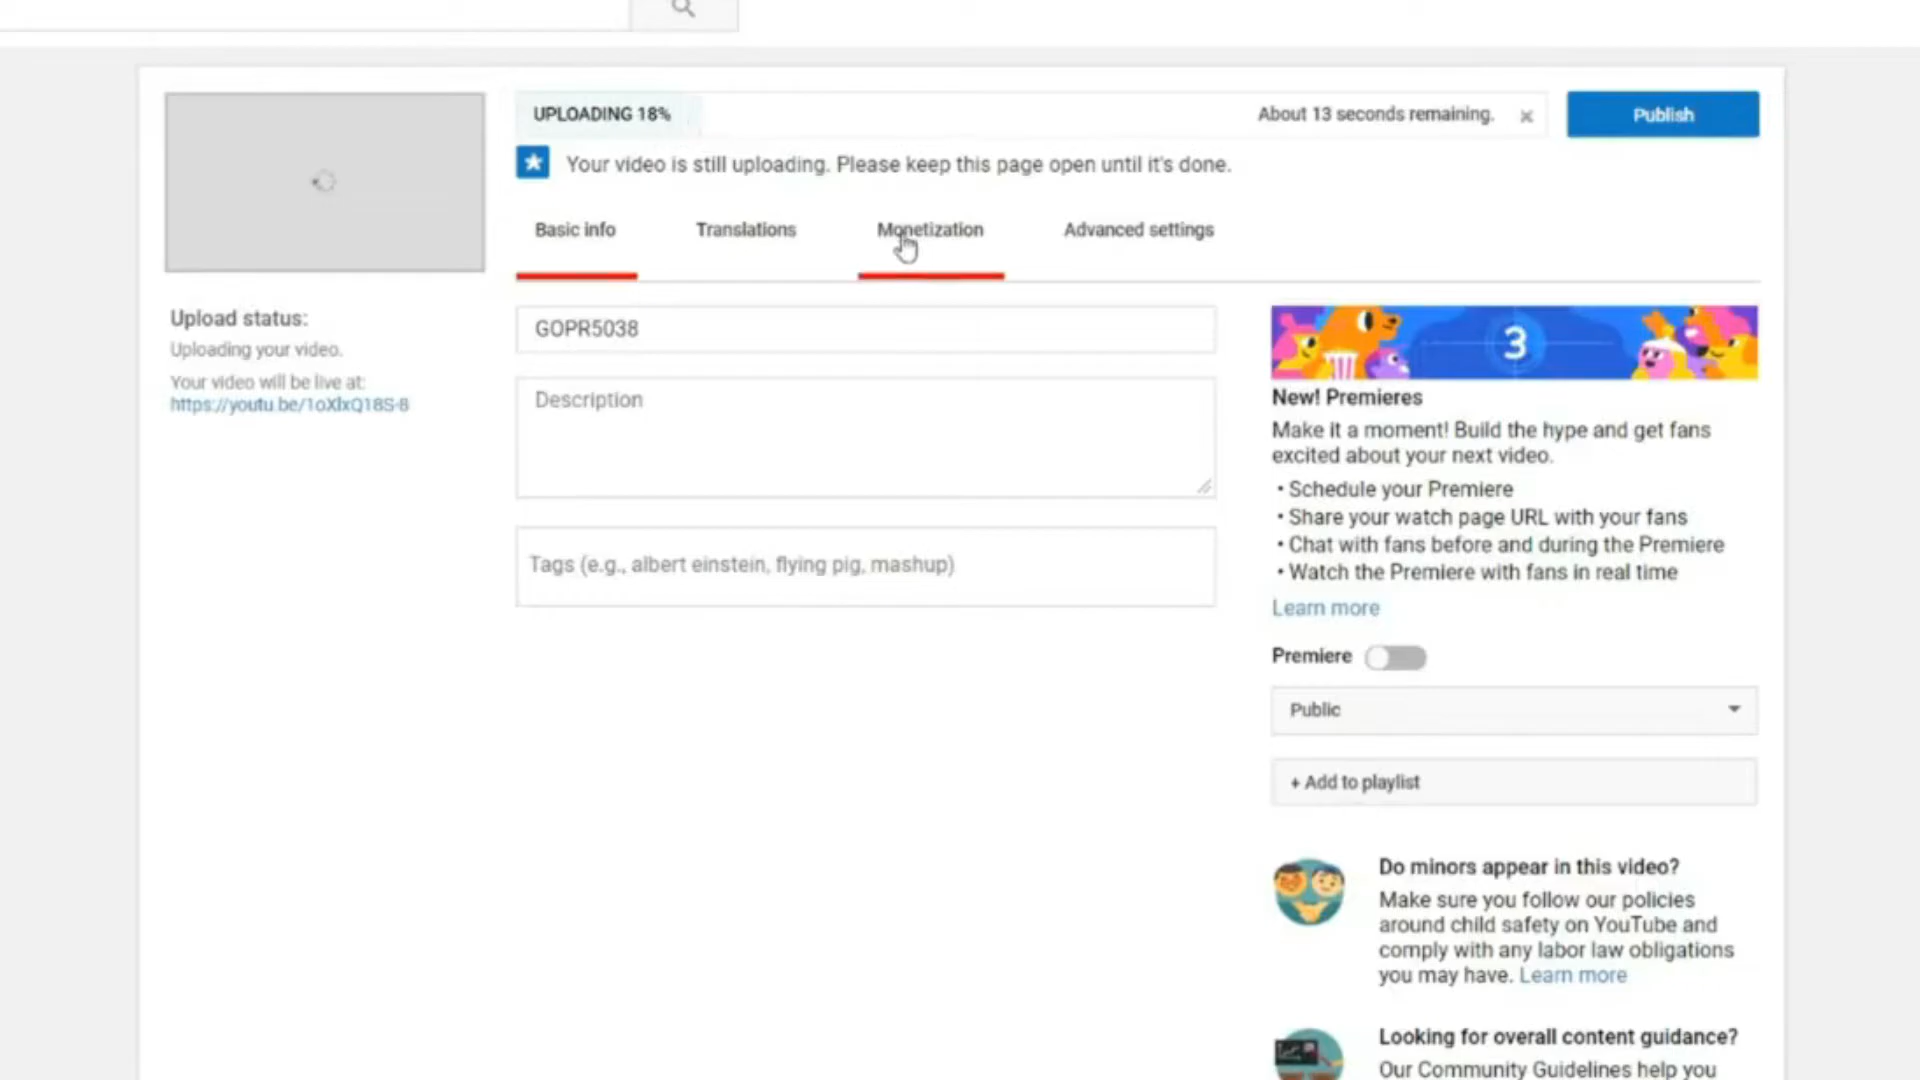 UPLOADING 18%
About 13 seconds remaining.
Publish
Your video is still uploading. Please keep this page open until it's done.
Basic info
Translations
Monetization
Advanced settings
Upload status:
Uploading your video.
Your video will be live at:
https://youtu.be/1oXlxQ18S-8
GOPR5038
Description
Tags (e.g., albert einstein, flying pig, mashup)
3
New! Premieres
Make it a moment! Build the hype and get fans
excited about your next video.
• Schedule your Premiere
• Share your watch page URL with your fans
• Chat with fans before and during the Premiere
• Watch the Premiere with fans in real time
Learn more
Premiere
Public
+ Add to playlist
Do minors appear in this video?
Make sure you follow our policies
around child safety on YouTube and
comply with any labor law obligations
you may have. Learn more
Looking for overall content guidance?
Our Community Guidelines help you